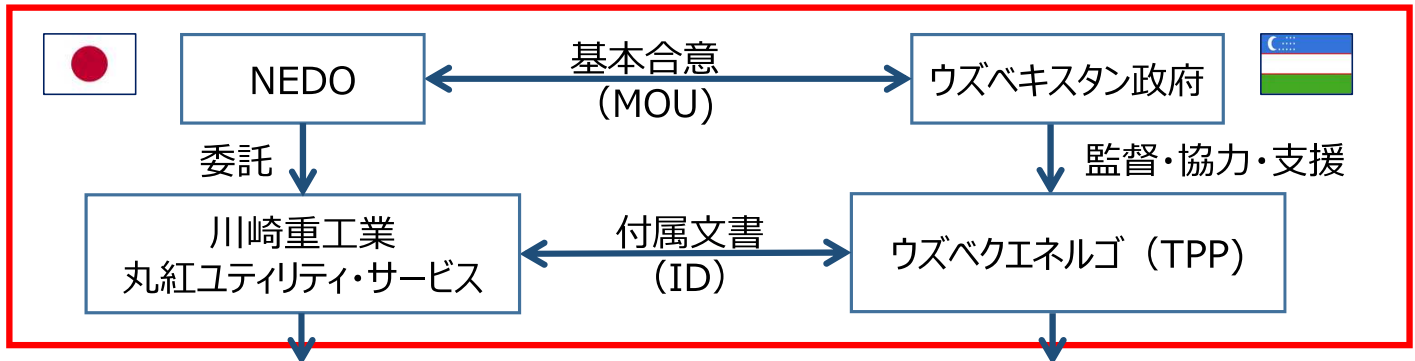 NEDO
基本合意
（MOU)
ウズベキスタン政府
委託
監督・協力・支援
川崎重工業
丸紅ユティリティ・サービス
付属文書
（ID）
ウズベクエネルゴ（TPP)